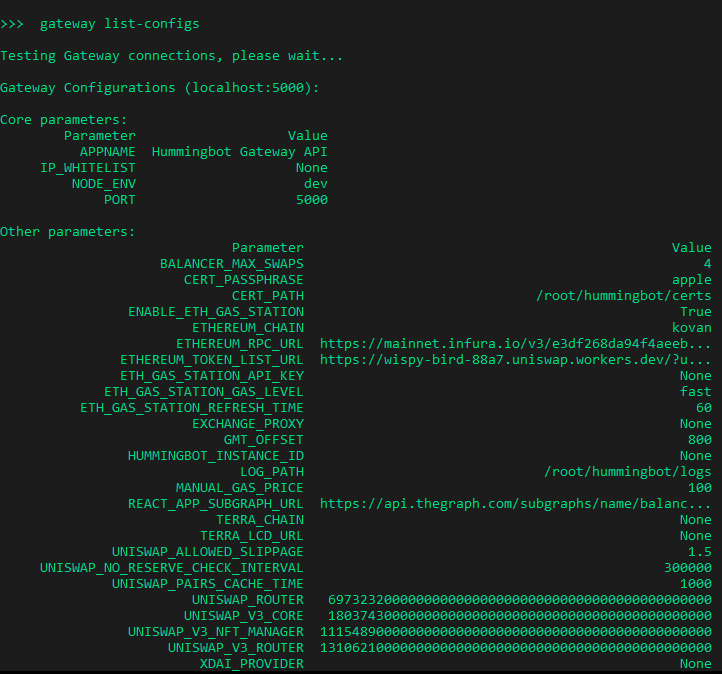 >>>  gateway list-configs
Testing Gateway connections, please wait...
Gateway Configurations (localhost:5000):
Core parameters:
Parameter Value
APPNAME Hummingbot Gateway API
IP_WHITELIST None
NODE_ENV dev
PORT 5000
Other parameters:
Parameter Value
BALANCER_MAX_SWAPS 4
CERT_PASSPHRASE apple
CERT_PATH /root/hummingbot/certs
ENABLE_ETH_GAS_STATION True
ETHEREUM_CHAIN kovan
ETHEREUM_RPC_URL https://mainnet.infura.io/v3/e3df268da94f4aeeb...
ETHEREUM_TOKEN_LIST_URL https://wispy-bird-88a7.uniswap.workers.dev/?u...
ETH_GAS_STATION_API_KEY None
ETH_GAS_STATION_GAS_LEVEL fast
ETH_GAS_STATION_REFRESH_TIME 60
EXCHANGE_PROXY None
GMT_OFFSET 800
HUMMINGBOT_INSTANCE_ID None
LOG_PATH /root/hummingbot/logs
MANUAL_GAS_PRICE 100
REACT_APP_SUBGRAPH_URL https://api.thegraph.com/subgraphs/name/balanc...
TERRA_CHAIN None
TERRA_LCD_URL None
UNISWAP_ALLOWED_SLIPPAGE 1.5
UNISWAP_NO_RESERVE_CHECK_INTERVAL 300000
UNISWAP_PAIRS_CACHE_TIME 1000
UNISWAP_ROUTER 697323200000000000000000000000000000000000000000
UNISWAP_V3_CORE 180374300000000000000000000000000000000000000000
UNISWAP_V3_NFT_MANAGER 1115489000000000000000000000000000000000000000000
UNISWAP_V3_ROUTER 1310621000000000000000000000000000000000000000000
XDAI_PROVIDER None